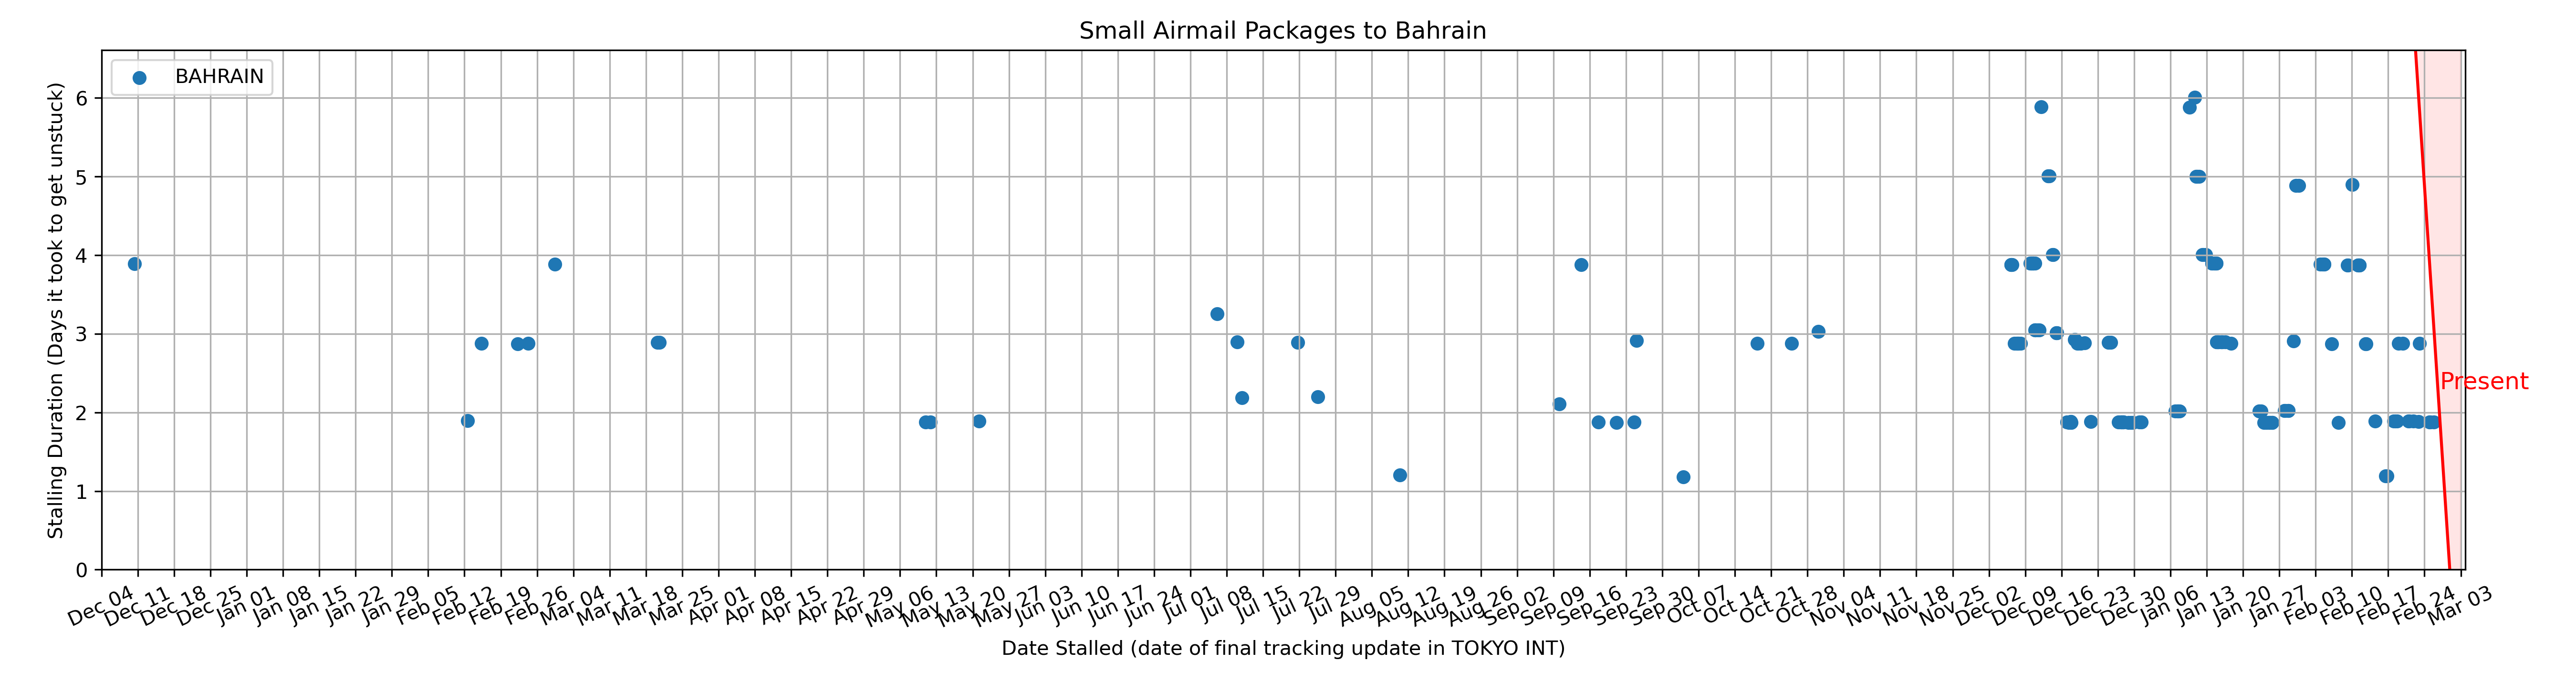 Small Airmail Packages to Bahrain
BAHRAIN
Stalling Duration (Days it took to get unstuck)
6
5
4
3
2
1
0
Present
Dec 04 Dec 11 Dec 18 Dec 25 Jan 01 Jan 08 Jan 15 Jan 22 Jan 29 Feb 05 Feb 12 Feb 19 Feb 26 Mar 04 Mar 11 Mar 18 Mar 25 Apr 01 Apr 08 Apr 15 Apr 22 Apr 29 May 06 May 13 May 20 May 27 Jun 03 Jun 10 Jun 17 Jun 24 Jul 01 Jul 08 Jul 15 Jul 22 Jul 29 Aug 05 Aug 12 Aug 19 Aug 26 Sep 02 Sep 09 Sep 16 Sep 23 Sep 30 Oct 07 Oct 14 Oct 21 Oct 28 Nov 04 Nov 11 Nov 18 Nov 25 Dec 02 Dec 09 Dec 16 Dec 23 Dec 30 Jan 06 Jan 13 Jan 20 Jan 27 Feb 03 Feb 10 Feb 17 Feb 24 Mar 03
Date Stalled (date of final tracking update in TOKYO INT)